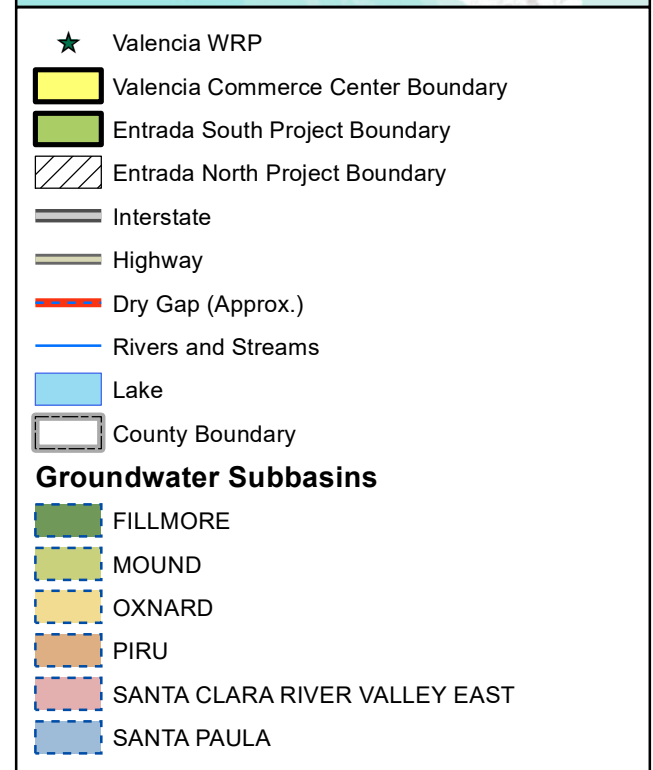 Valencia WRP
Valencia Commerce Center Boundary
Entrada South Project Boundary
Entrada North Project Boundary
Interstate
Highway
Dry Gap (Approx.)
Rivers and Streams
Lake
County Boundary
Groundwater Subbasins
FILLMORE
MOUND
OXNARD
PIRU
SANTA CLARA RIVER VALLEY EAST
SANTA PAULA